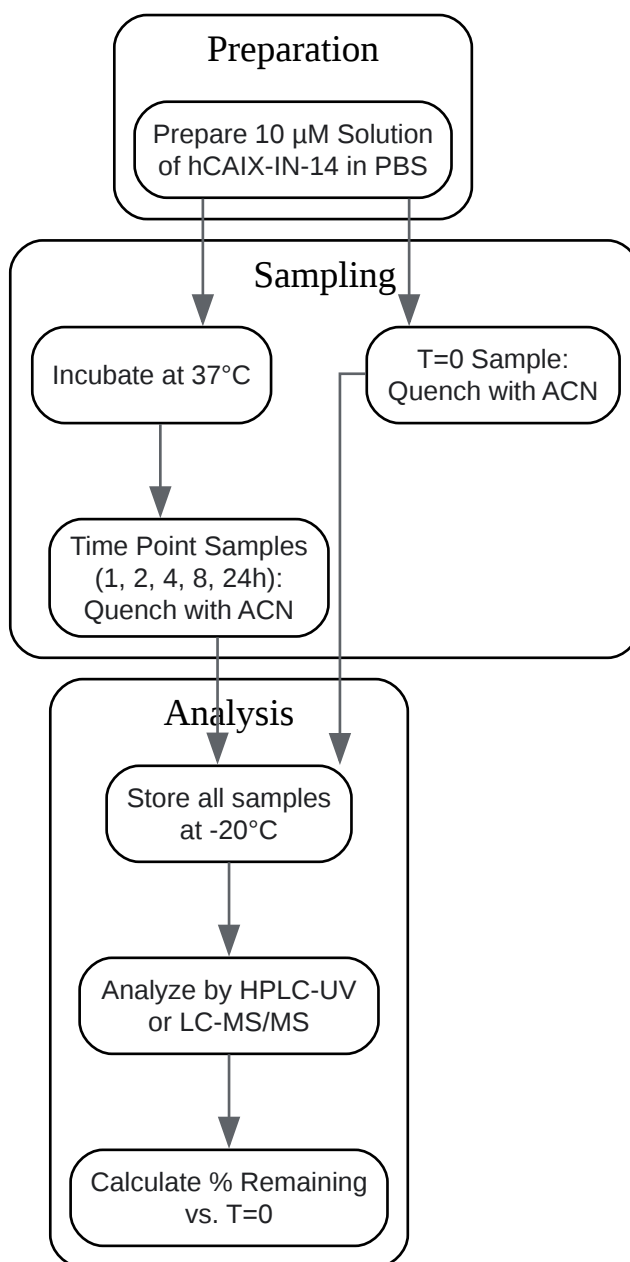 Preparation
Prepare 10 µM Solution
of hCAIX-IN-14 in PBS
Sampling
Incubate at 37°C
T=0 Sample:
Quench with ACN
Time Point Samples
(1, 2, 4, 8, 24h):
Quench with ACN
Analysis
Store all samples
at -20°C
Analyze by HPLC-UV
or LC-MS/MS
Calculate % Remaining
vs. T=0